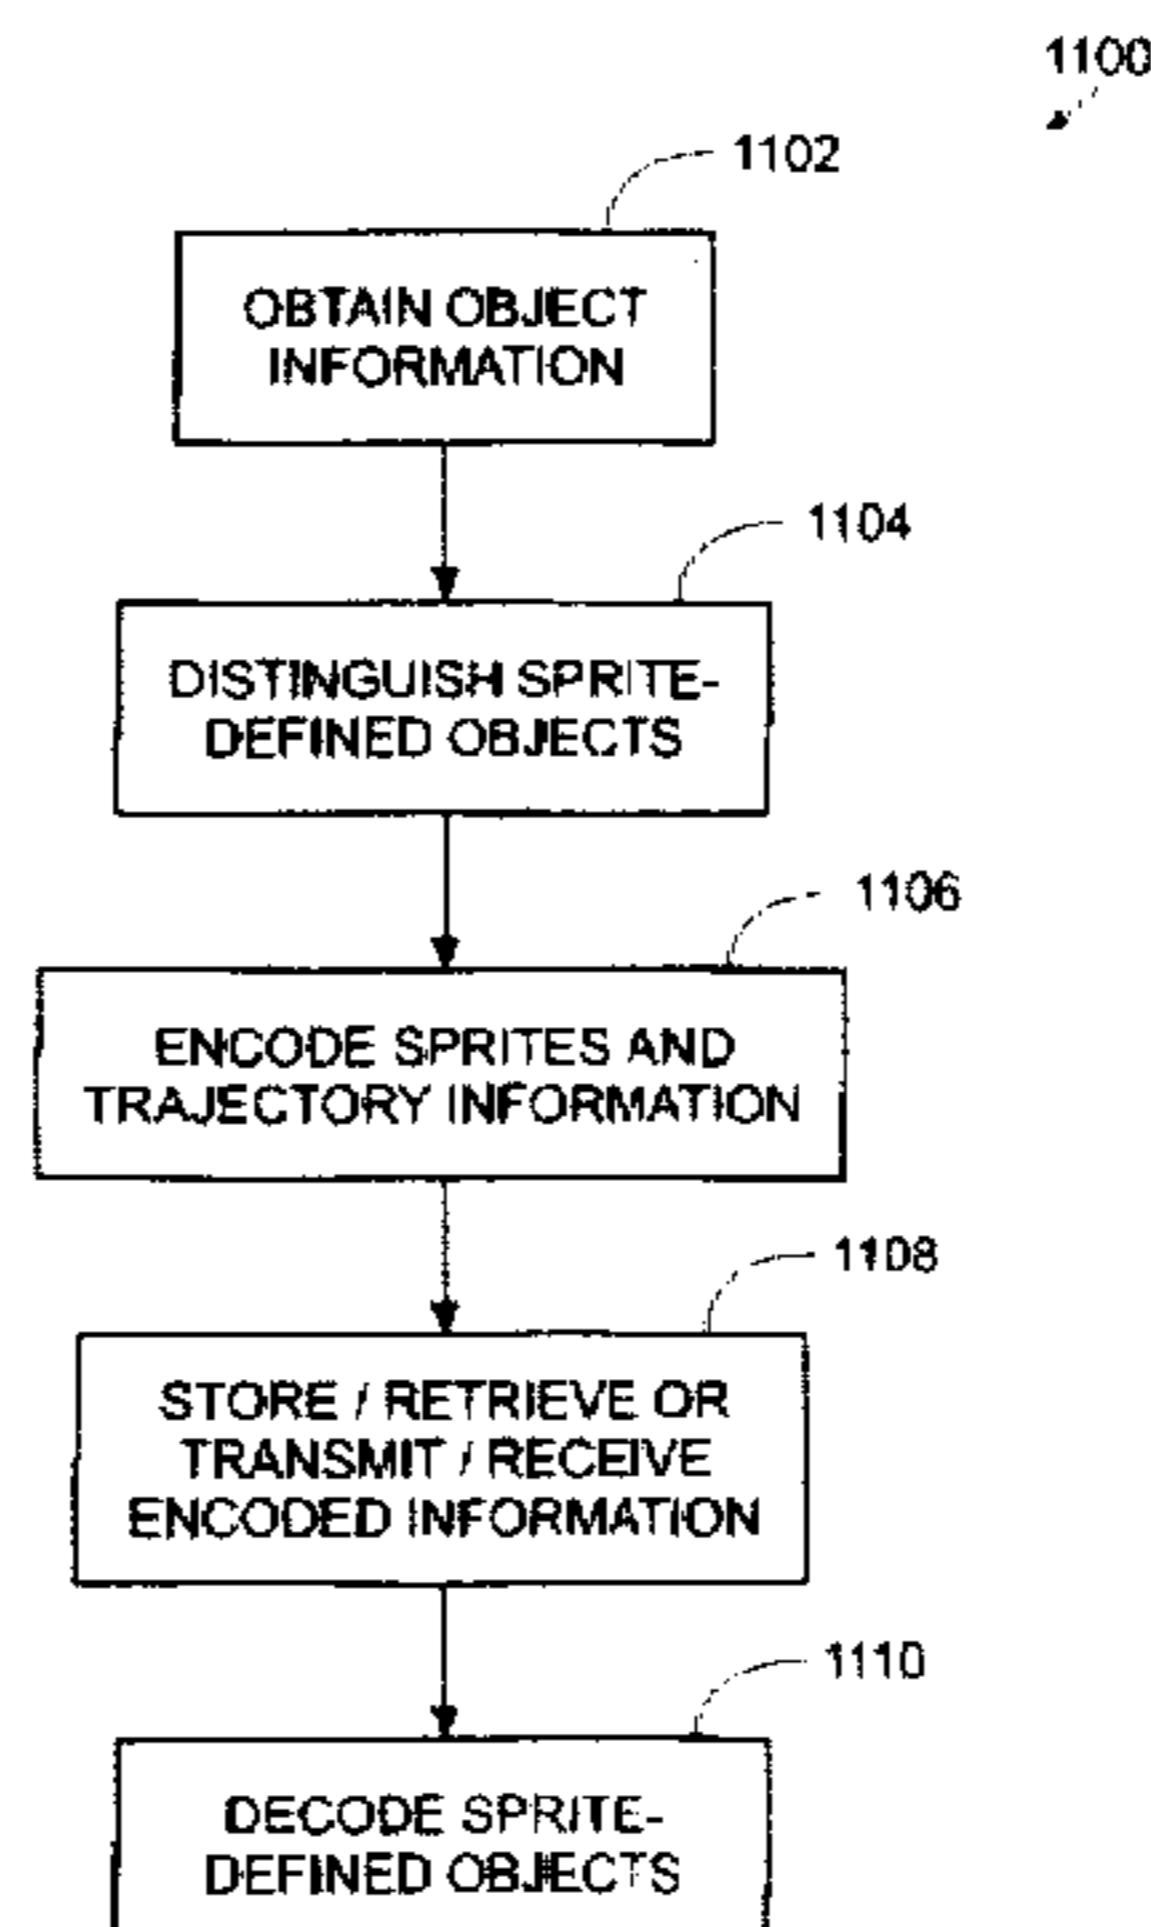 1100
1102
OBTAIN OBJECT
INFORMATION
1104
DISTINGUISH SPRITE-
DEFINED OBJECTS
1106
ENCODE SPRITES AND
TRAJECTORY INFORMATION
1108
STORE / RETRIEVE OR
TRANSMIT / RECEIVE
ENCODED INFORMATION
1110
DECODE SPRITE-
DEFINED OBJECTS